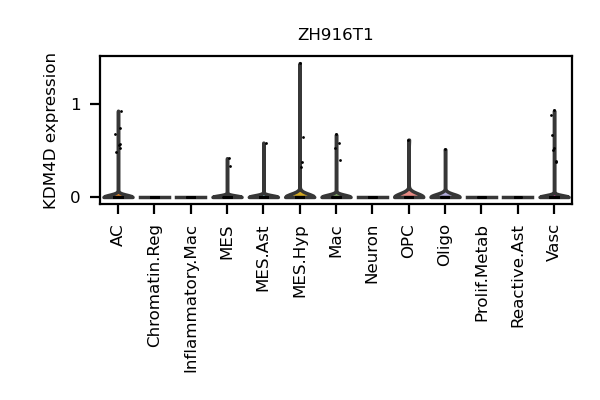 ZH916T1
KDM4D expression
1
0
AC
Chromatin.Reg
Inflammatory.Mac
MES
MES.Ast
MES.Hyp
Mac
Neuron
OPC
Oligo
Prolif.Metab
Reactive.Ast
Vasc